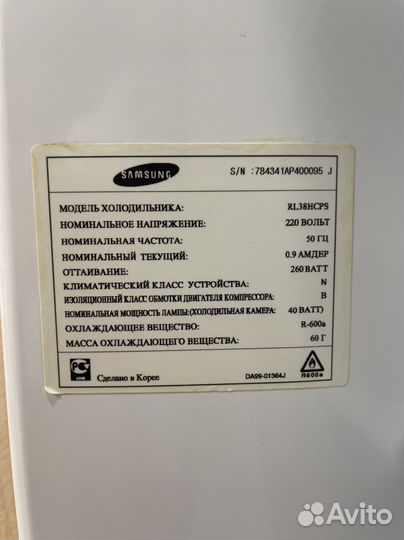 SAMSUNG S/N :784341AP400095 J
МОДЕЛЬ ХОЛОДИЛЬНИКА: RL38HCPS
НОМИНАЛЬНОЕ НАПРЯЖЕНИЕ: 220 ВОЛЬТ
НОМИНАЛЬНАЯ ЧАСТОТА: 50 ГЦ
НОМИНАЛЬНЫЙ ТЕКУЩИЙ: 0.9 АМДЕР
ОТТАИВАНИЕ: 260 ВАТТ
КЛИМАТИЧЕСКИЙ КЛАСС УСТРОЙСТВА: N
ИЗОЛЯЦИОННЫЙ КЛАСС ОБМОТКИ ДВИГАТЕЛЯ КОМПРЕССОРА: B
НОМИНАЛЬНАЯ МОЩНОСТЬ ЛАМПЫ:(ХОЛОДИЛЬНАЯ КАМЕРА: 40 ВАТТ)
ОХЛАЖДАЮЩЕЕ ВЕЩЕСТВО: R-600a
МАССА ОХЛАЖДАЮЩЕГО ВЕЩЕСТВА: 60 Г
Сделано в Корее DA99-01364J R600a
Avito